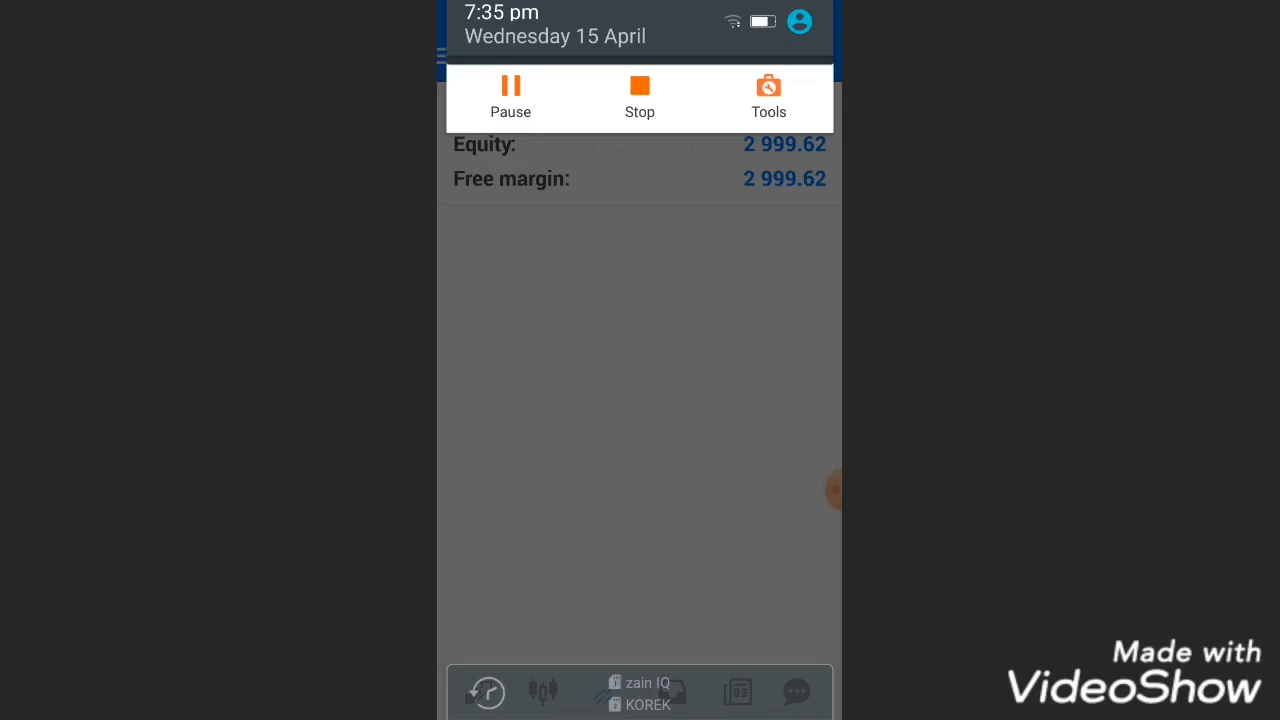 7:35 pm
Wednesday 15 April
Pause
Stop
Tools
Equity: 2 999.62
Free margin: 2 999.62
zain IQ
KOREK
Made with
VideoShow